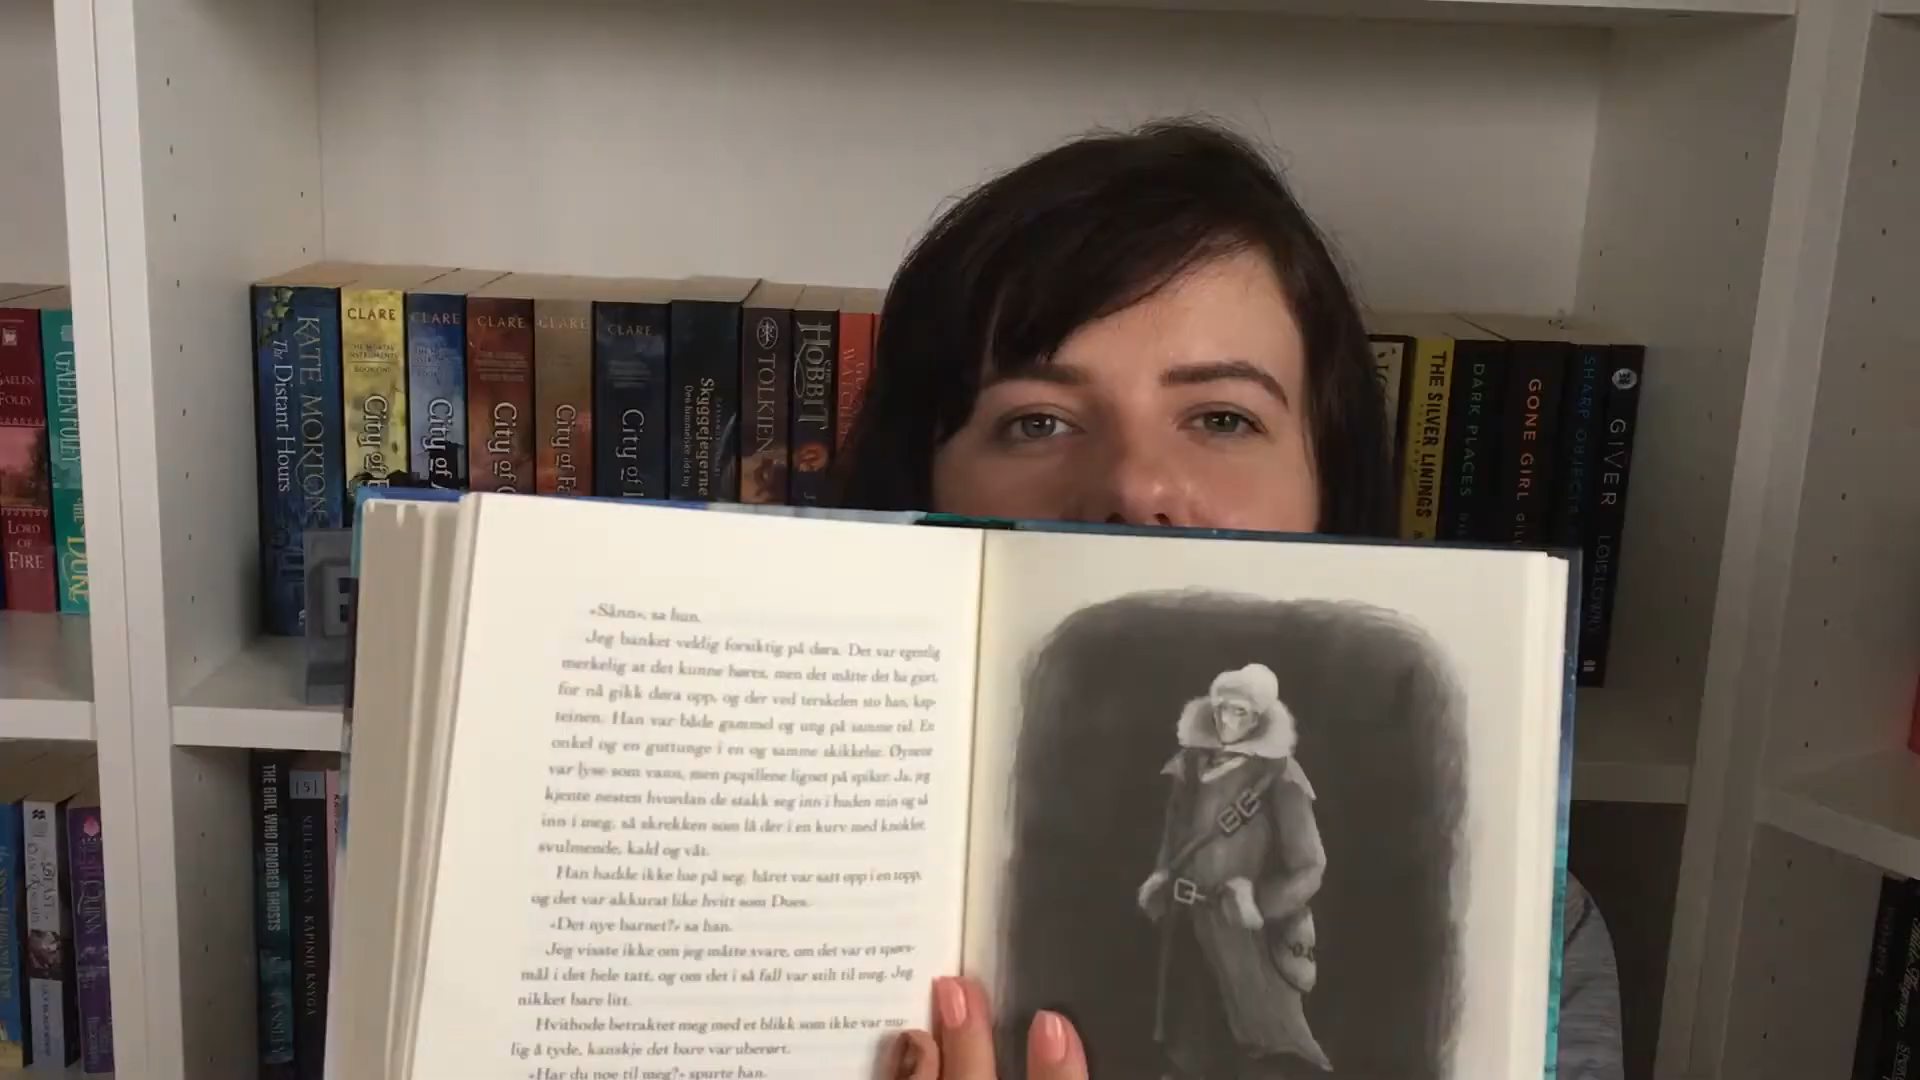 GAELEN
FOLEY
LORD
OF
FIRE
GAELEN FOLEY
KATE MORTON
The Distant Hours
CLARE
City of
CLARE
City of
CLARE
City of
CLARE
City of
CLARE
City of
Skyggejegerne
TOLKIEN
THE
HOBBIT
THE SILVER LININGS
DARK PLACES
GONE GIRL
SHARP OBJECTS
GIVER
LOIS LOWRY
«Sånn», sa hun.
Jeg banket veldig forsiktig på døra. Det var egentlig
merkelig at det kunne høres, men det måtte det ha gjort,
for nå gikk døra opp, og der ved terskelen sto han, kap-
teinen. Han var både gammel og ung på samme tid. En
onkel og en guttunge i en og samme skikkelse. Øynene
var lyse som vann, men pupillene lignet på spiker. Ja, jeg
kjente nesten hvordan de stakk seg inn i huden min og så
inn i meg, så skrekken som lå der i en kurv med knokler,
svulmende, kald og våt.
Han hadde ikke lue på seg, håret var satt opp i en topp,
og det var akkurat like hvitt som Dues.
«Det nye barnet?» sa han.
Jeg visste ikke om jeg måtte svare, om det var et spørs-
mål i det hele tatt, og om det i så fall var stilt til meg. Jeg
nikket bare litt.
Hvithode betraktet meg med et blikk som ikke var mu-
lig å tyde, kanskje det bare var uberørt.
«Har du noe til meg?» spurte han.
THE GIRL WHO IGNORED GHOSTS
[5]
NEIL GAIMAN KAPINIŲ KNYGA
QUINN